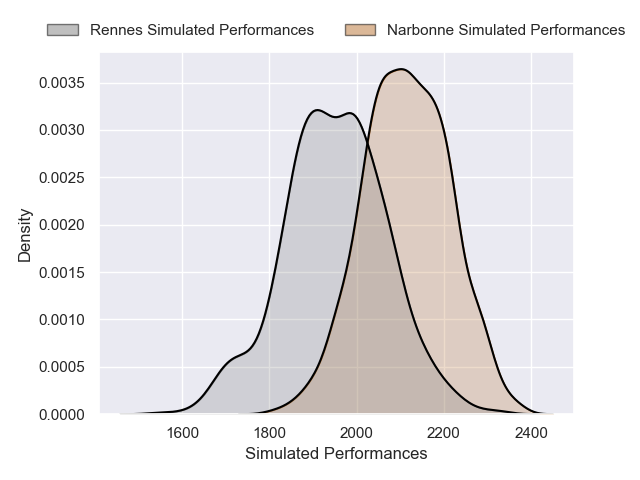 Rennes Simulated Performances Narbonne Simulated Performances
0.0035
0.0030
0.0025
0.0020
0.0015
0.0010
0.0005
0.0000
Density
1600 1800 2000 2200 2400
Simulated Performances